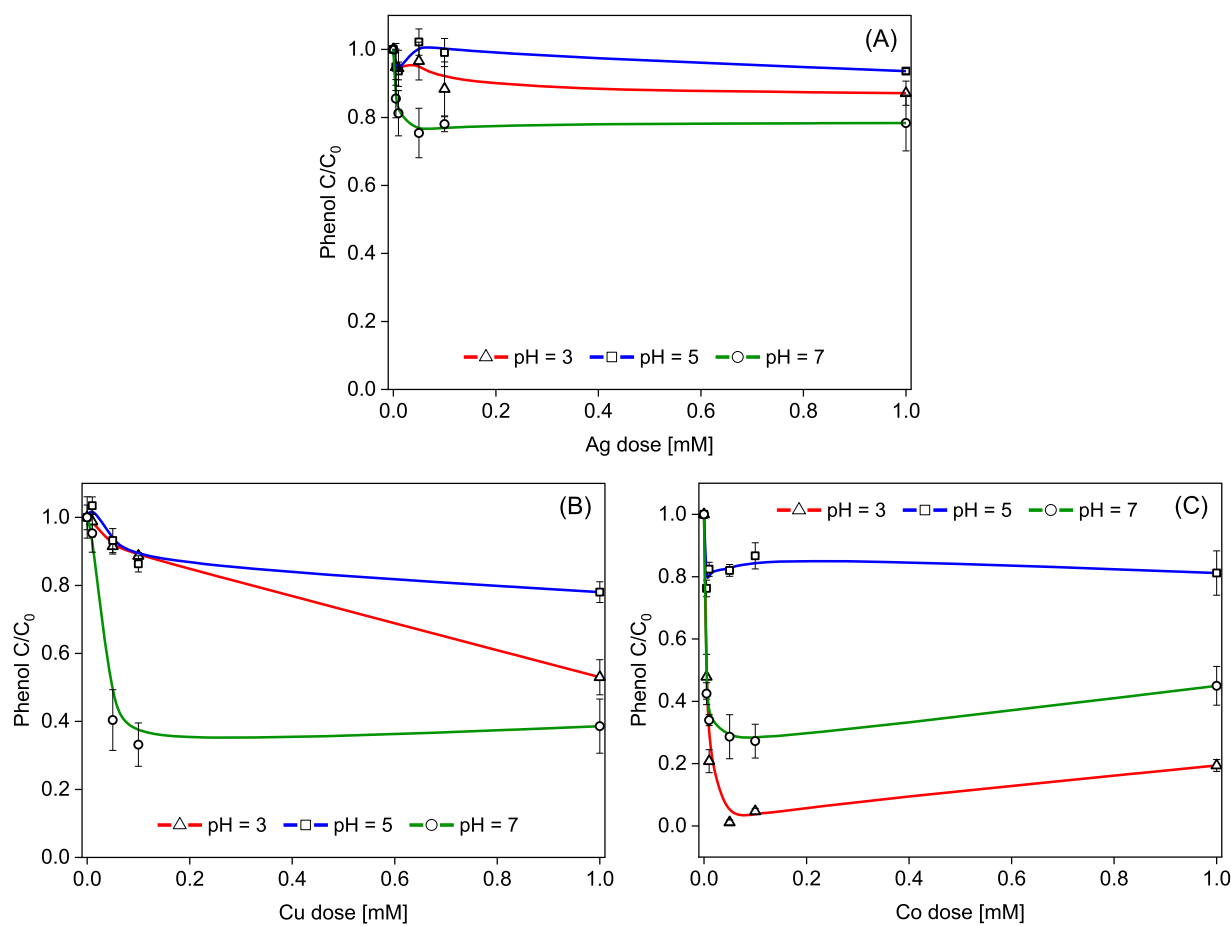 (A)
1.0
0.8
0.6
0.4
0.2
0.0
Phenol C/C0
pH = 3 pH = 5 pH = 7
0.0 0.2 0.4 0.6 0.8 1.0
Ag dose [mM]
(B)
1.0
0.8
0.6
0.4
0.2
0.0
Phenol C/C0
pH = 3 pH = 5 pH = 7
0.0 0.2 0.4 0.6 0.8 1.0
Cu dose [mM]
pH = 3 pH = 5 pH = 7 (C)
1.0
0.8
0.6
0.4
0.2
0.0
Phenol C/C0
0.0 0.2 0.4 0.6 0.8 1.0
Co dose [mM]